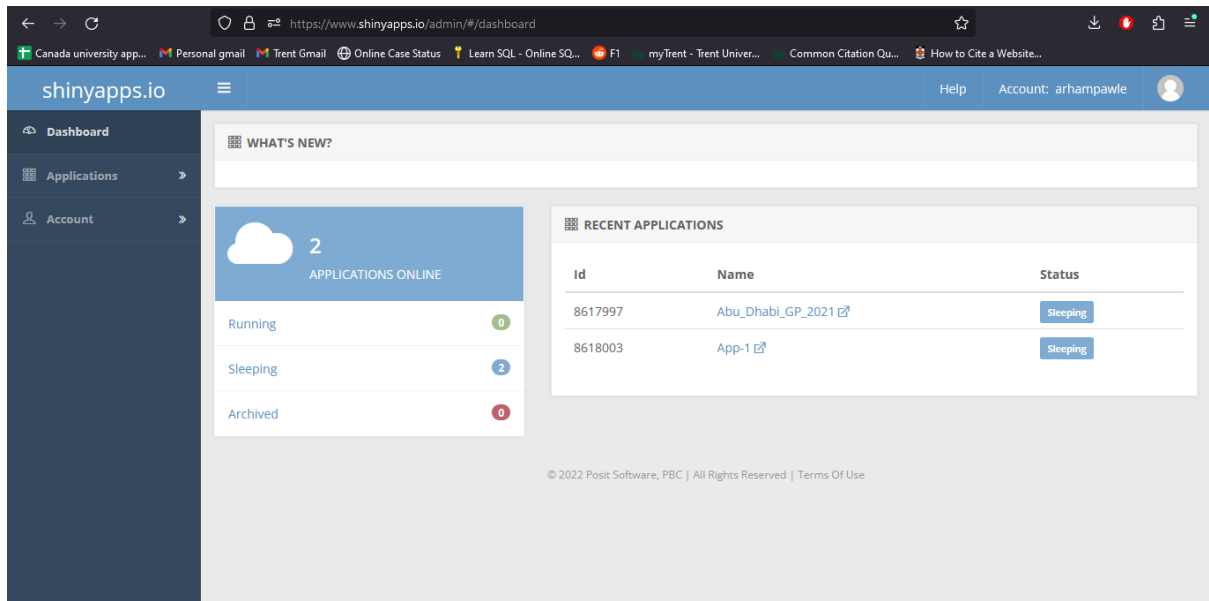 https://www.shinyapps.io/admin/#/dashboard
Canada university app... Personal gmail Trent Gmail Online Case Status Learn SQL - Online SQ... F1 myTrent - Trent Univer... Common Citation Qu... How to Cite a Website...
shinyapps.io Help Account: arhampawle
Dashboard
Applications
Account
WHAT'S NEW?
2
APPLICATIONS ONLINE
Running 0
Sleeping 2
Archived 0
RECENT APPLICATIONS
Id Name Status
8617997 Abu_Dhabi_GP_2021 Sleeping
8618003 App-1 Sleeping
© 2022 Posit Software, PBC | All Rights Reserved | Terms Of Use